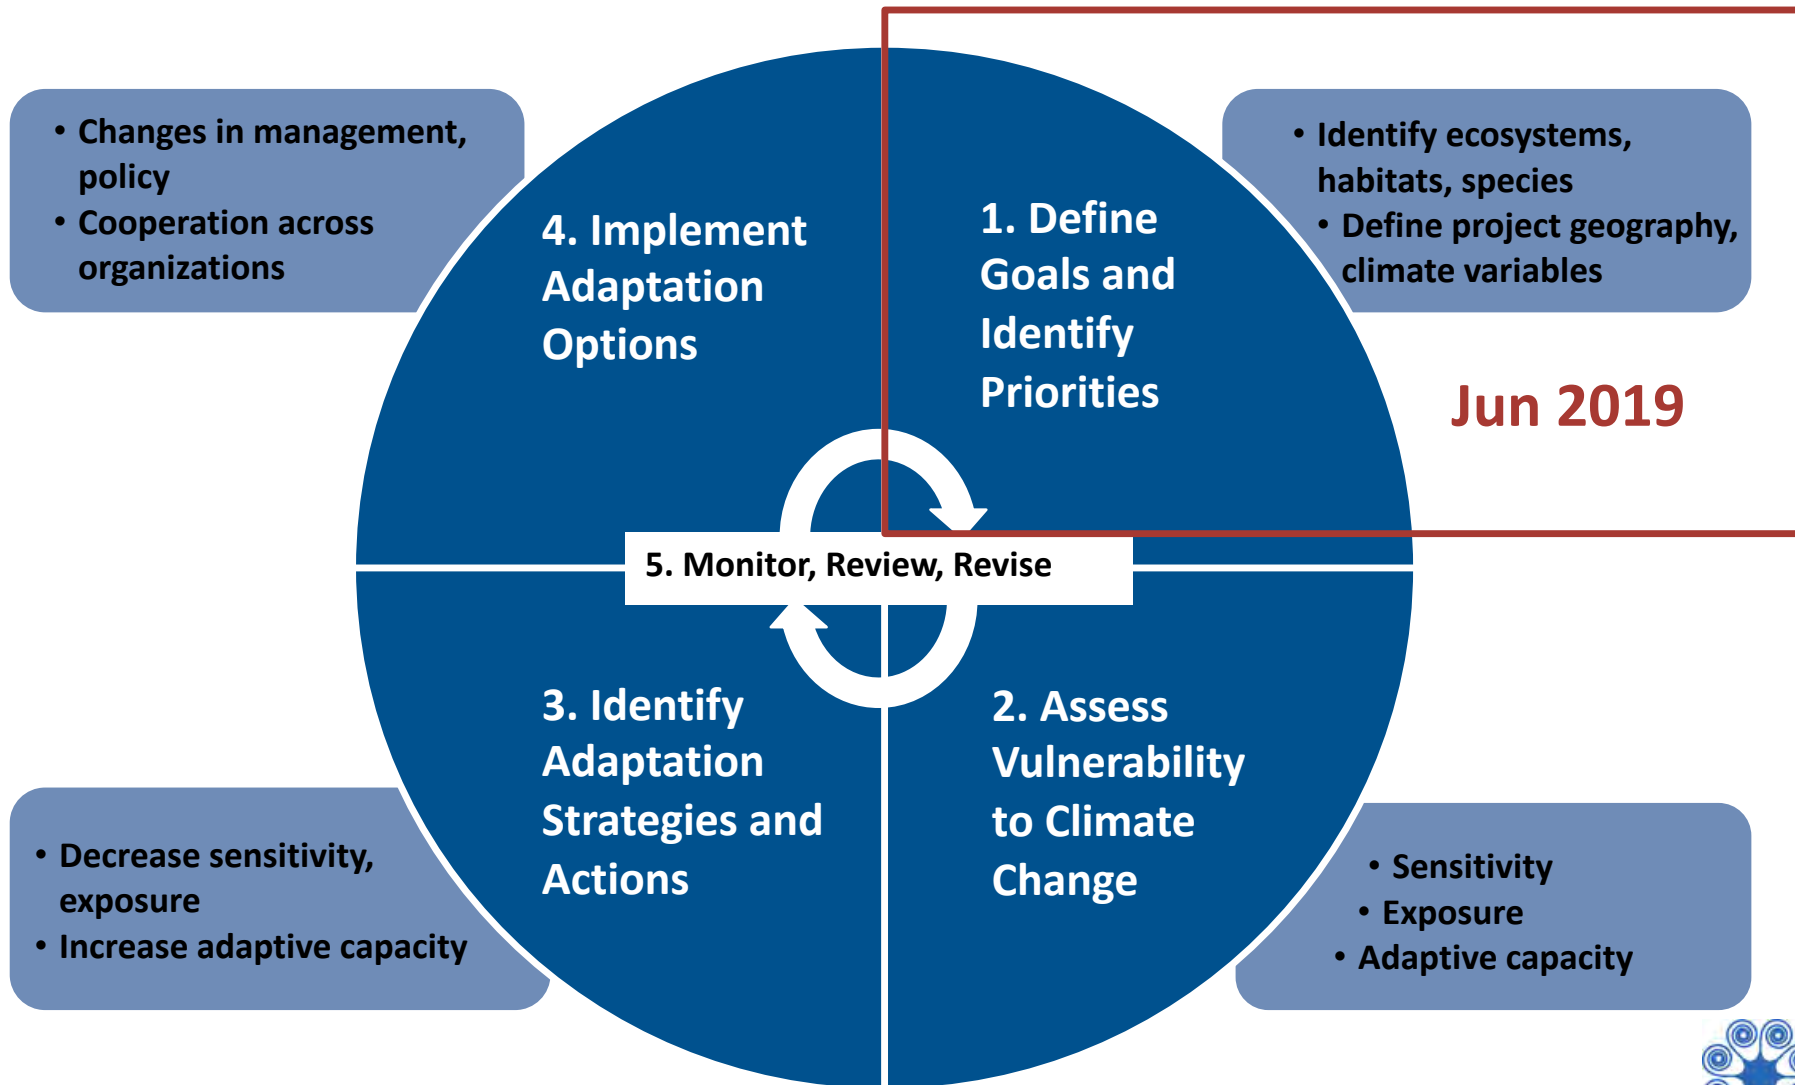 • Changes in management,
policy
• Cooperation across
organizations
4. Implement
Adaptation
Options
1. Define
Goals and
Identify
Priorities
• Identify ecosystems,
habitats, species
• Define project geography,
climate variables
Jun 2019
5. Monitor, Review, Revise
3. Identify
Adaptation
Strategies and
Actions
2. Assess
Vulnerability
to Climate
Change
• Decrease sensitivity,
exposure
• Increase adaptive capacity
• Sensitivity
• Exposure
• Adaptive capacity